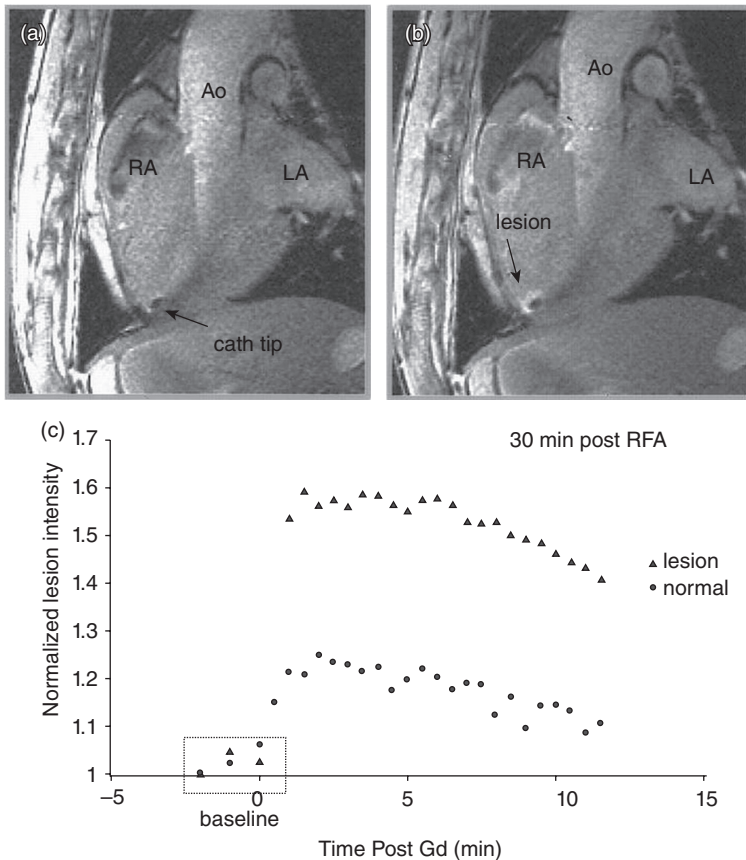 (a)
Ao
RA
LA
cath tip
(b)
Ao
RA
LA
lesion
(c)
30 min post RFA
Normalized lesion intensity
1.7
1.6
1.5
1.4
1.3
1.2
1.1
1
lesion
normal
–5 0 5 10 15
baseline
Time Post Gd (min)